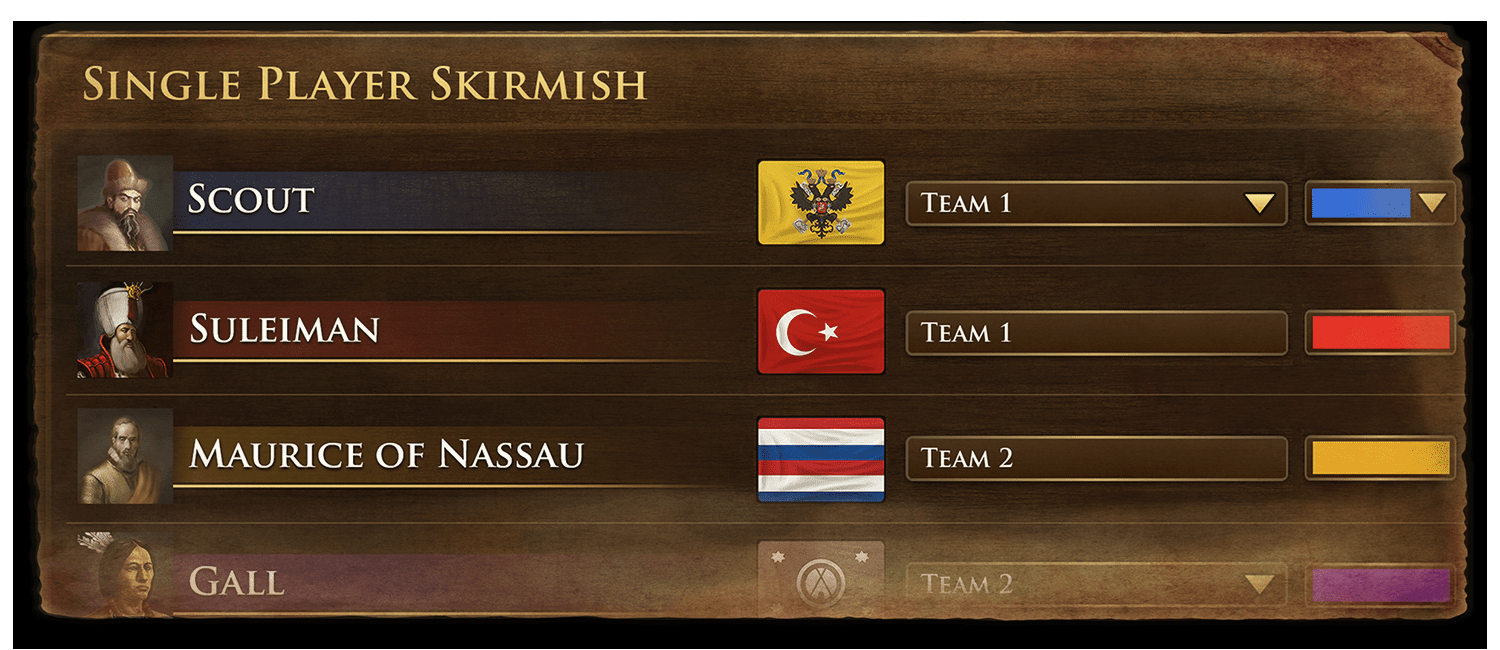 Single Player Skirmish
Scout Team 1
Suleiman Team 1
Maurice of Nassau Team 2
Gall Team 2